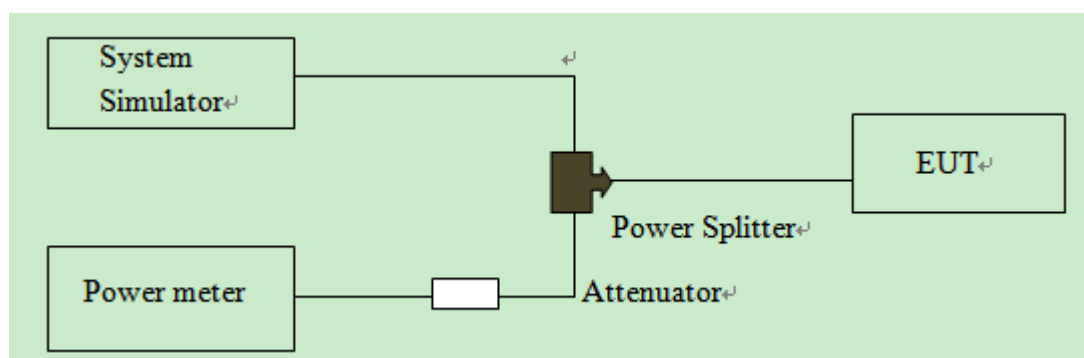 System
Simulator↵
↵
EUT↵
Power Splitter↵
Power meter
Attenuator↵